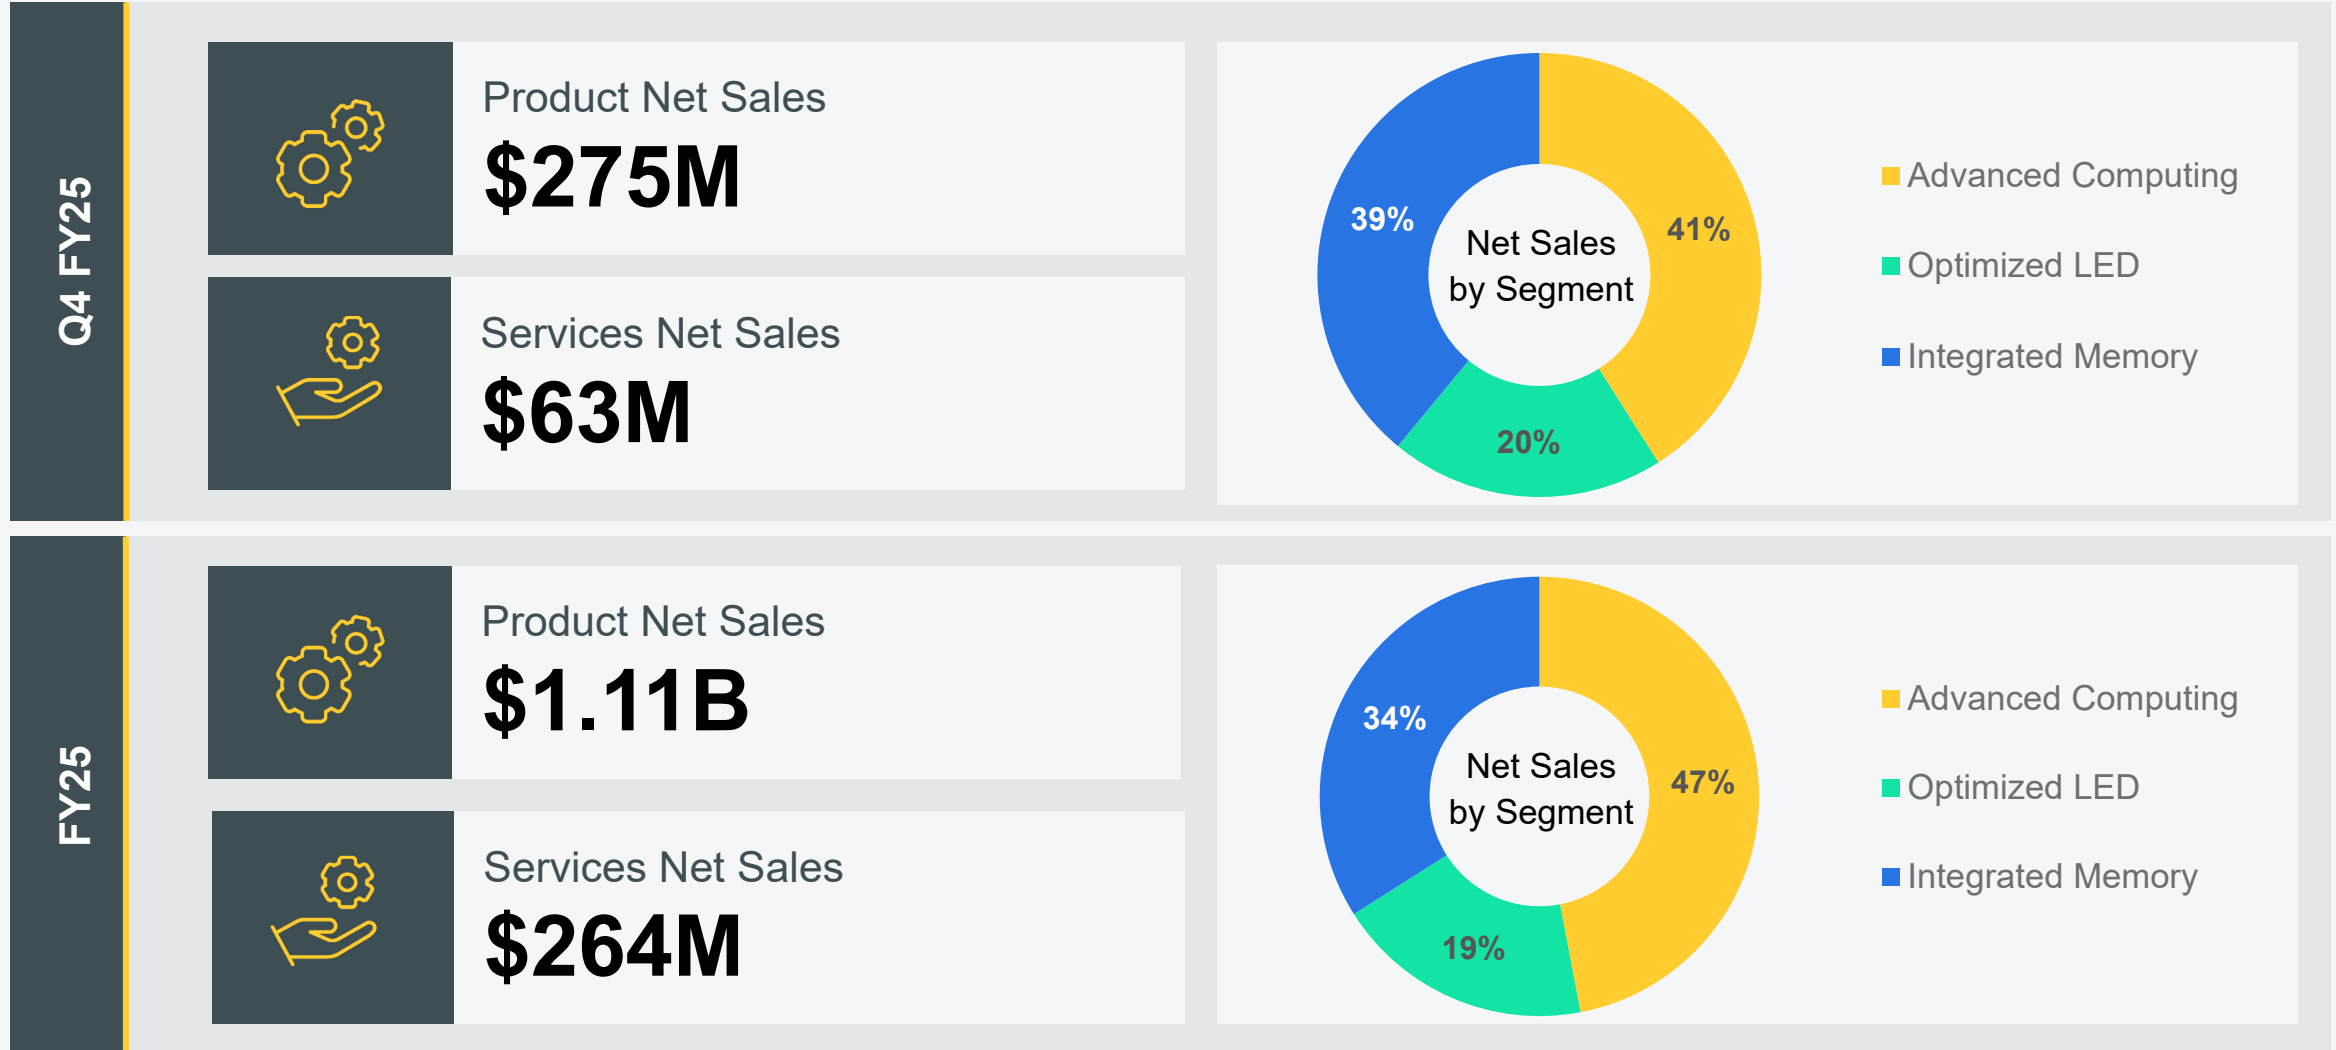 Q4 FY25
Product Net Sales
$275M
Services Net Sales
$63M
39%
41%
20%
Net Sales
by Segment
Advanced Computing
Optimized LED
Integrated Memory
FY25
Product Net Sales
$1.11B
Services Net Sales
$264M
34%
47%
19%
Net Sales
by Segment
Advanced Computing
Optimized LED
Integrated Memory